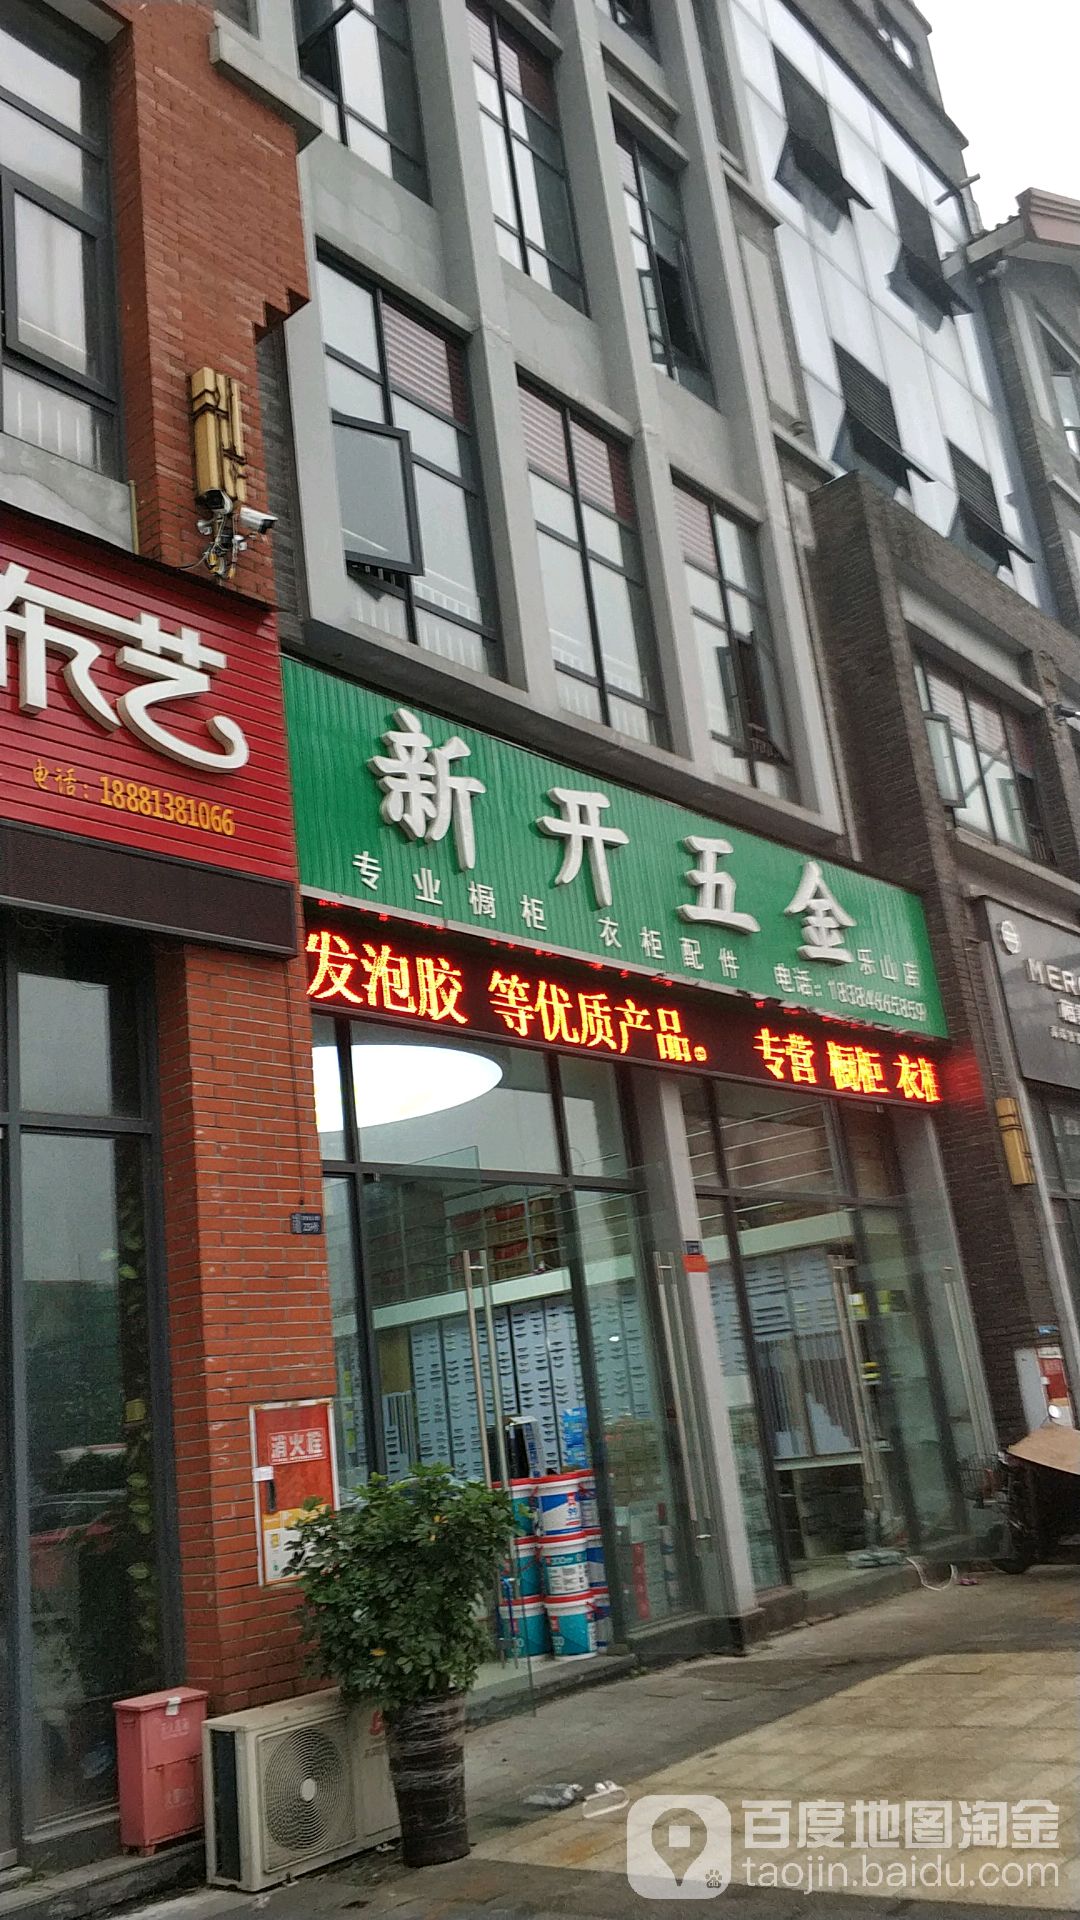 布艺
电话：18881381066
新开五金
专业橱柜 衣柜配件 电话：18384665859
乐山店
发泡胶 等优质产品。 专营 橱柜 衣柜
MER
消火栓
百度地图淘金
taojin.baidu.com